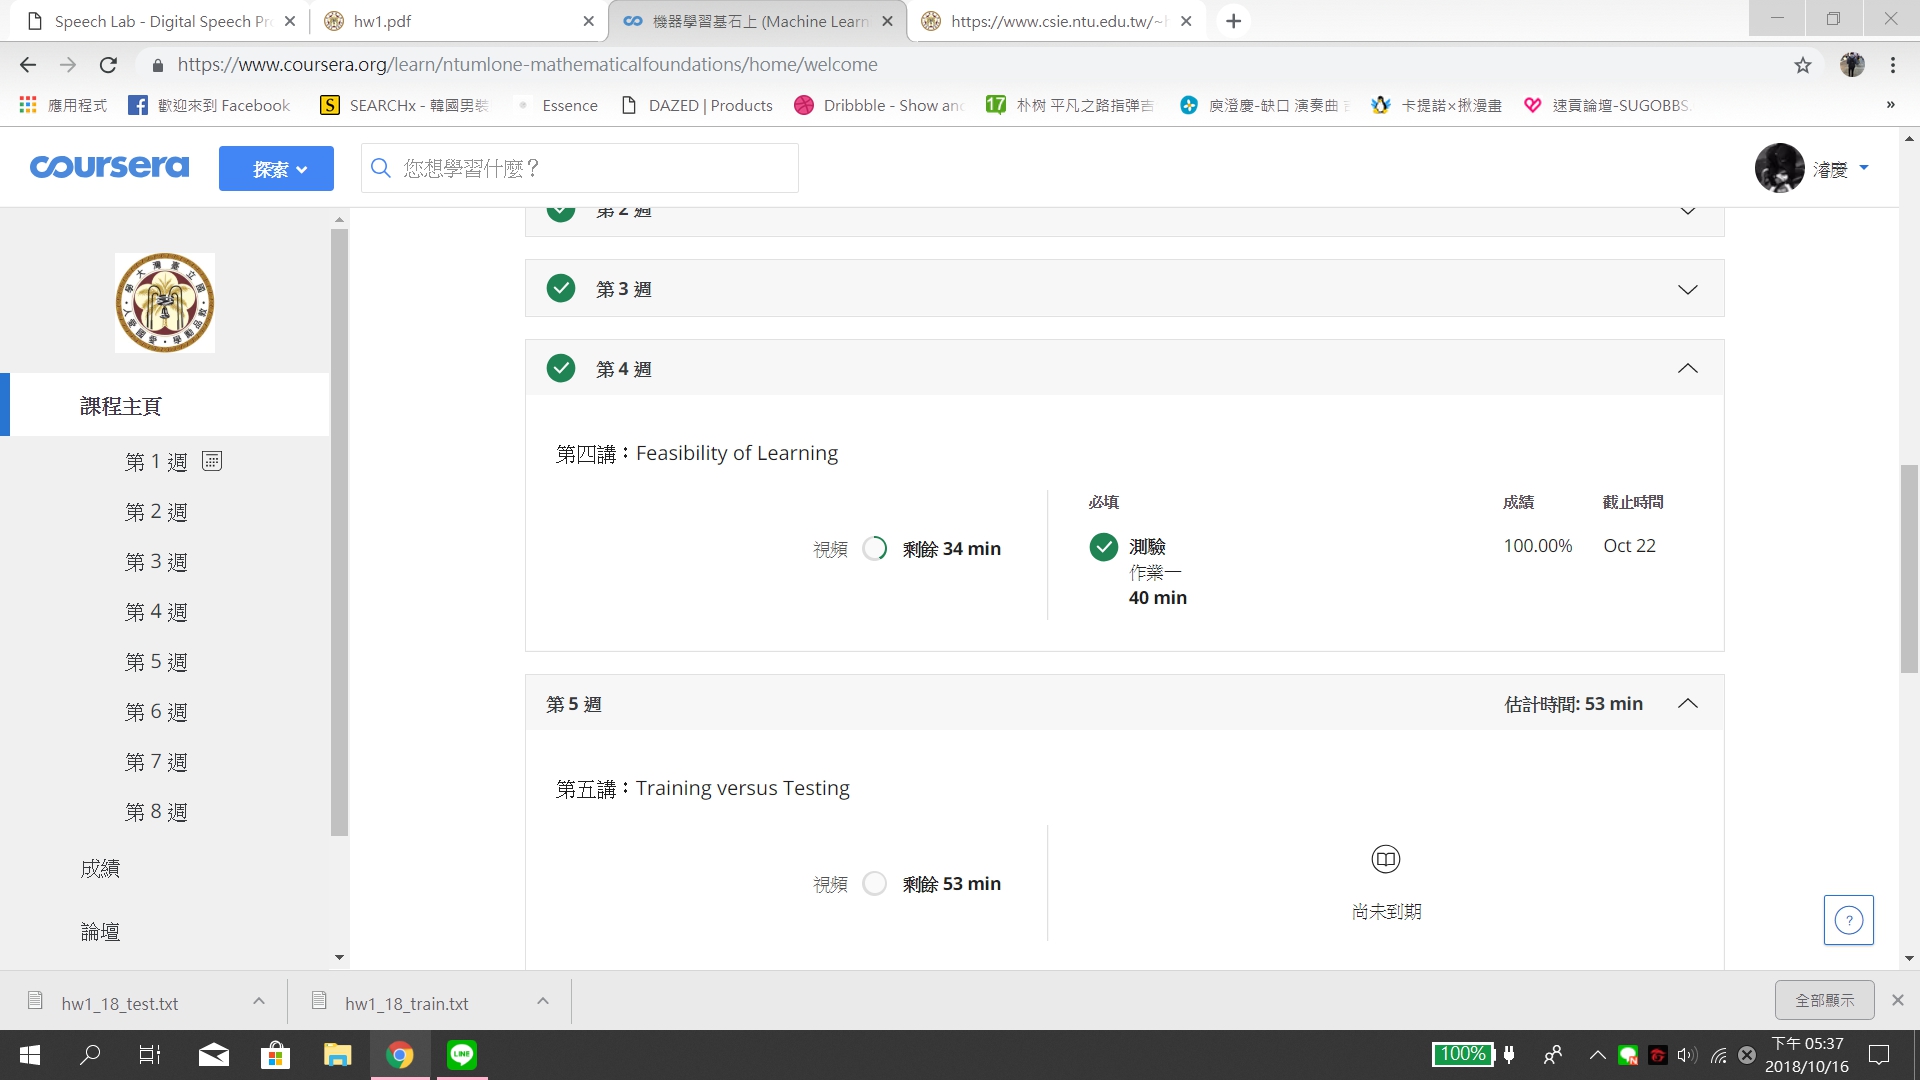 Speech Lab - Digital Speech Pr
hw1.pdf
機器學習基石上 (Machine Learn
https://www.csie.ntu.edu.tw/~h
https://www.coursera.org/learn/ntumlone-mathematicalfoundations/home/welcome
應用程式
歡迎來到 Facebook
SEARCHx - 韓國男裝
Essence
DAZED | Products
Dribbble - Show and
17
朴树 平凡之路指弹吉
庾澄慶-缺口 演奏曲
卡提諾×揪漫畫
速貢論壇-SUGOBBS
»
coursera
探索
您想學習什麼？
濬慶
第 2 週
第 3 週
第 4 週
第四講：Feasibility of Learning
視頻
剩餘 34 min
必填
成績
截止時間
測驗
100.00%
Oct 22
作業一
40 min
第 5 週
估計時間: 53 min
第五講：Training versus Testing
視頻
剩餘 53 min
尚未到期
?
課程主頁
第 1 週
第 2 週
第 3 週
第 4 週
第 5 週
第 6 週
第 7 週
第 8 週
成績
論壇
hw1_18_test.txt
hw1_18_train.txt
全部顯示
LINE
100%
下午 05:37
2018/10/16